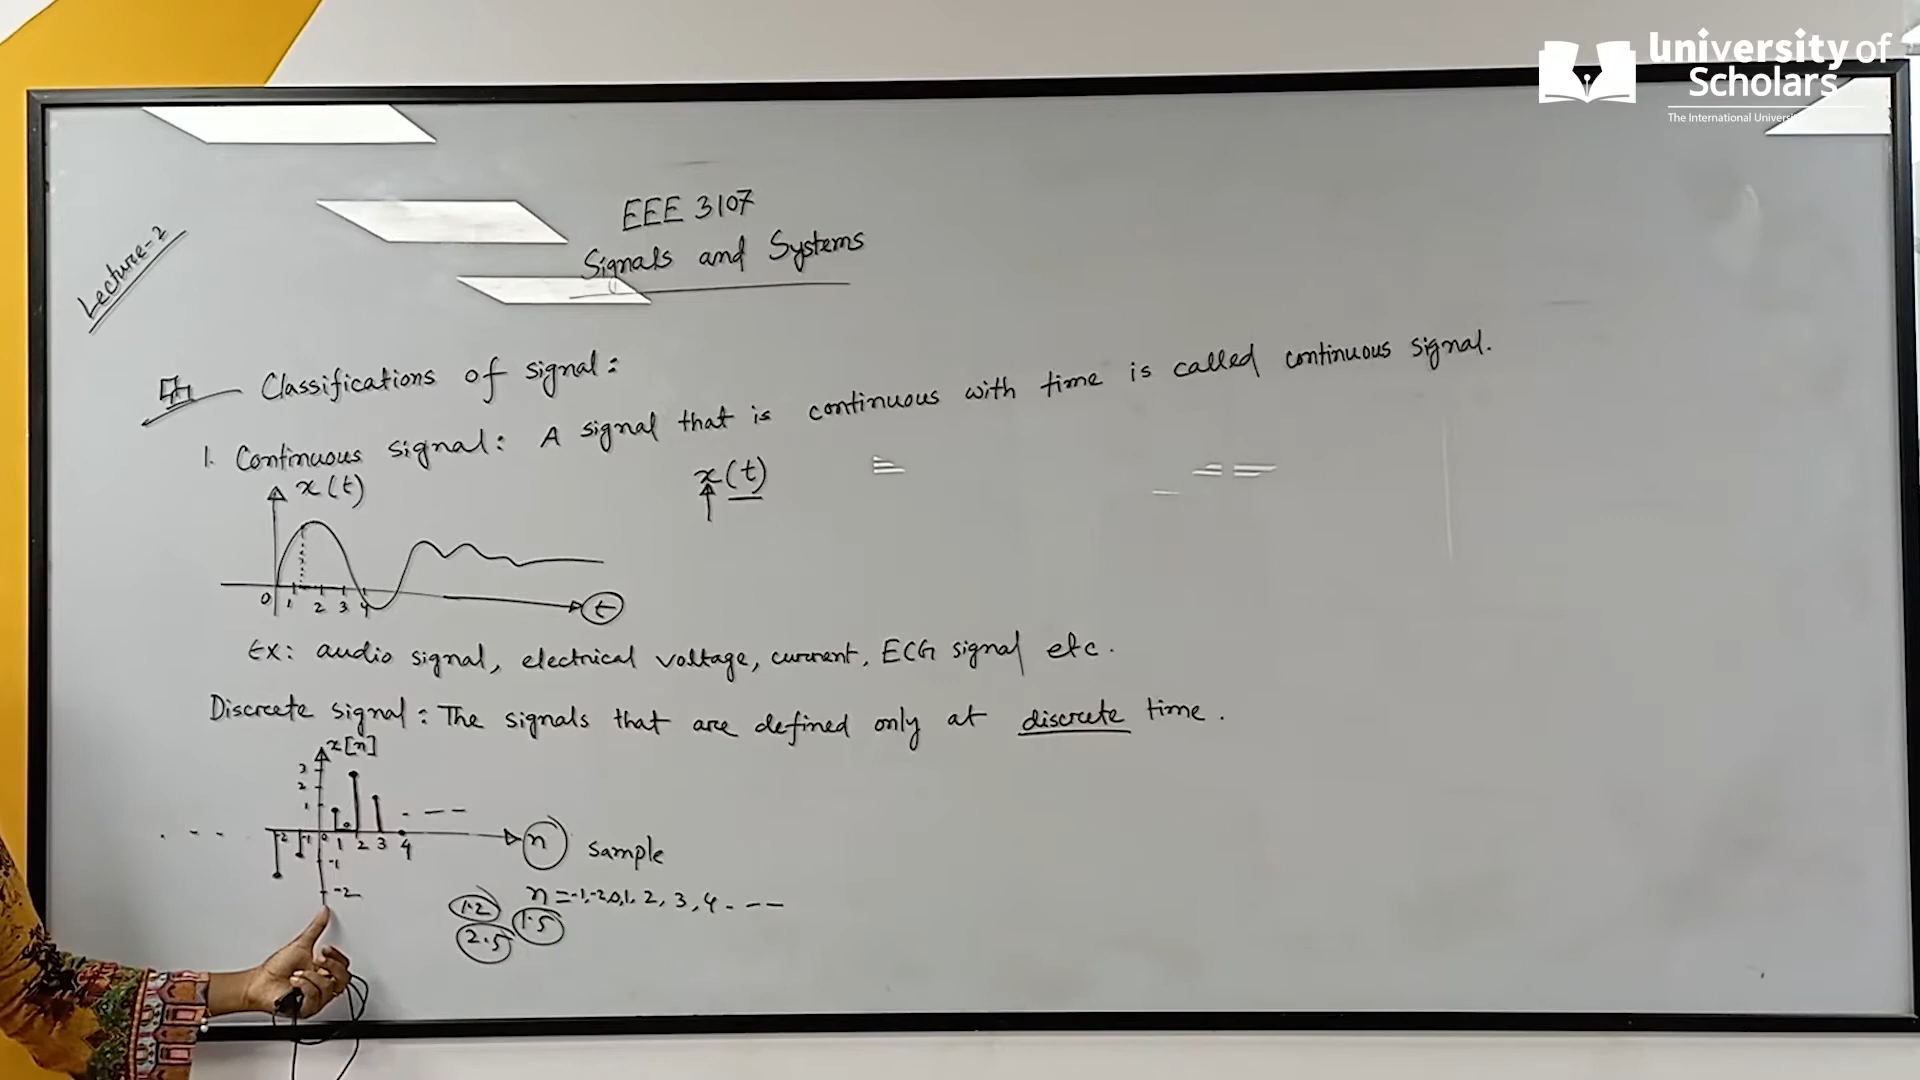 University of
Scholars
The International Universi
Lecture-2
EEE 3107
Signals and Systems
Classifications of signal:
1. Continuous signal: A signal that is continuous with time is called continuous signal.
x(t)
x(t)
0 1 2 3 4
t
Ex: audio signal, electrical voltage, current, ECG signal etc.
Discrete signal: The signals that are defined only at discrete time.
x[n]
3
2
1
-2 -1 0 1 2 3 4
n sample
-1
-2
n = -1,-2,0,1, 2, 3, 4 - - -
1.2
1.5
2.5